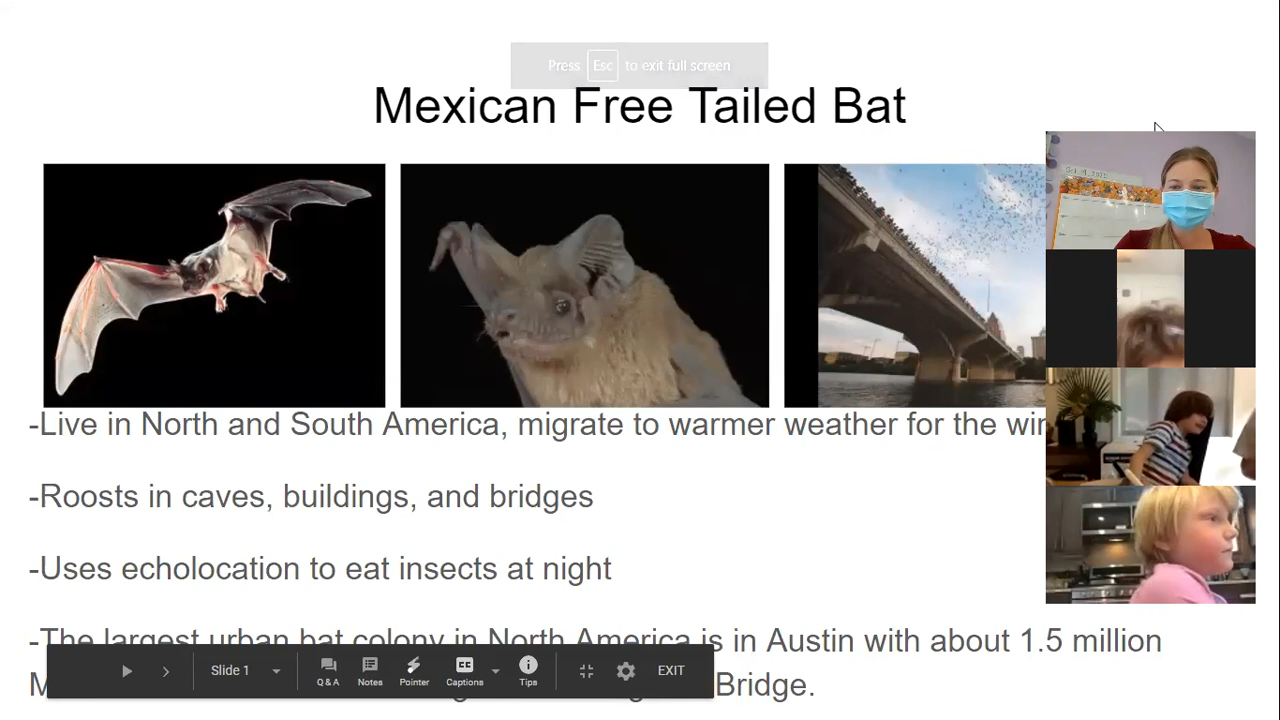 Press Esc to exit full screen
Mexican Free Tailed Bat
-Live in North and South America, migrate to warmer weather for the
-Roosts in caves, buildings, and bridges
-Uses echolocation to eat insects at night
-The largest urban bat colony in North America is in Austin with about 1.5 million
Bridge.
Slide 1
Q & A
Notes
Pointer
CC
Captions
Tips
EXIT